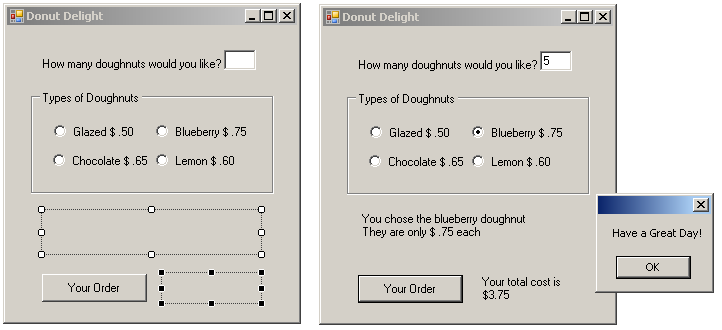 Donut Delight
How many doughnuts would you like?
Types of Doughnuts
Glazed $ .50
Blueberry $ .75
Chocolate $ .65
Lemon $ .60
Your Order
Donut Delight
How many doughnuts would you like? 5
Types of Doughnuts
Glazed $ .50
Blueberry $ .75
Chocolate $ .65
Lemon $ .60
You chose the blueberry doughnut
They are only $ .75 each
Your Order
Your total cost is
$3.75
Have a Great Day!
OK